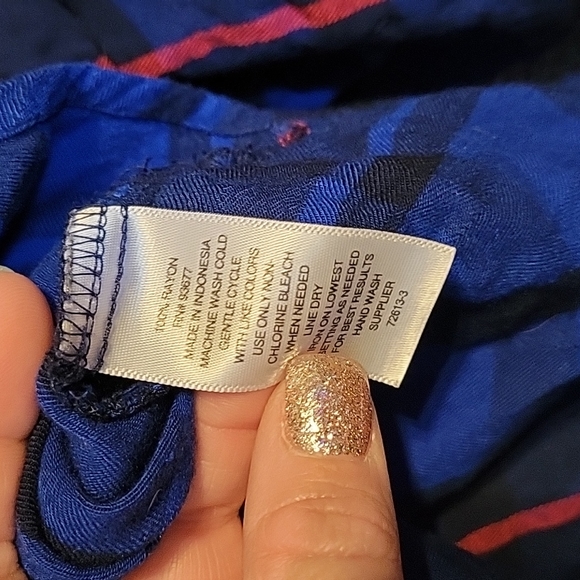 100% RAYON
RN# 93677
MADE IN INDONESIA
MACHINE WASH COLD
GENTLE CYCLE
WITH LIKE COLORS
USE ONLY NON-
CHLORINE BLEACH
WHEN NEEDED
LINE DRY
IRON ON LOWEST
SETTING AS NEEDED
FOR BEST RESULTS
HAND WASH
SUPPLIER
72613-3